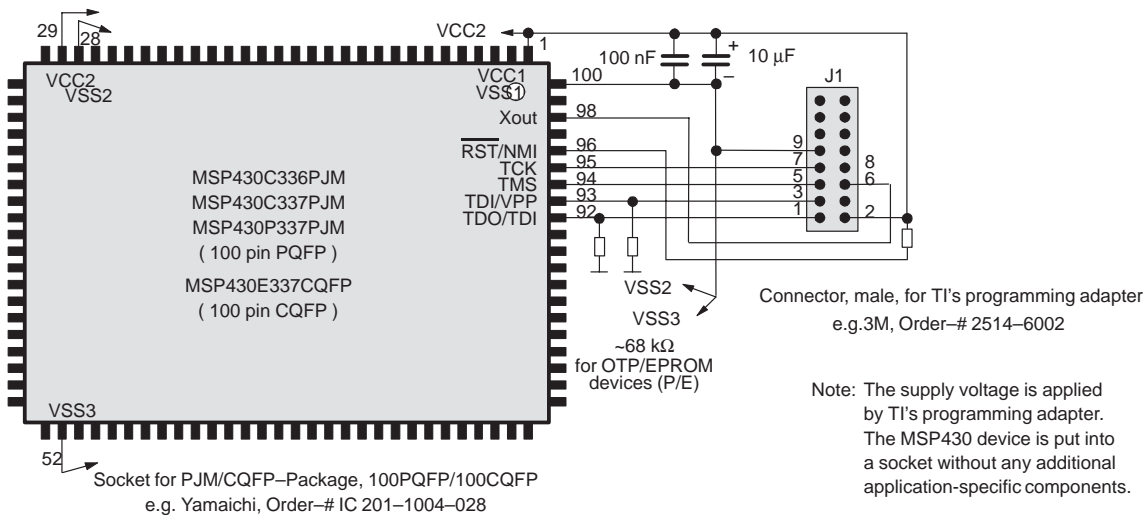 29
28
VCC2
1
100 nF
+
10 μF
–
J1
VCC2
VSS2
VCC1
VSS1
100
Xout
98
RST/NMI
96
9
TCK
95
7
8
TMS
94
5
6
TDI/VPP
93
3
TDO/TDI
92
1
2
MSP430C336PJM
MSP430C337PJM
MSP430P337PJM
( 100 pin PQFP )
MSP430E337CQFP
( 100 pin CQFP )
VSS2
VSS3
~68 kΩ
for OTP/EPROM
devices (P/E)
Connector, male, for TI's programming adapter
e.g.3M, Order–# 2514–6002
Note: The supply voltage is applied
by TI's programming adapter.
The MSP430 device is put into
a socket without any additional
application-specific components.
VSS3
52
Socket for PJM/CQFP–Package, 100PQFP/100CQFP
e.g. Yamaichi, Order–# IC 201–1004–028